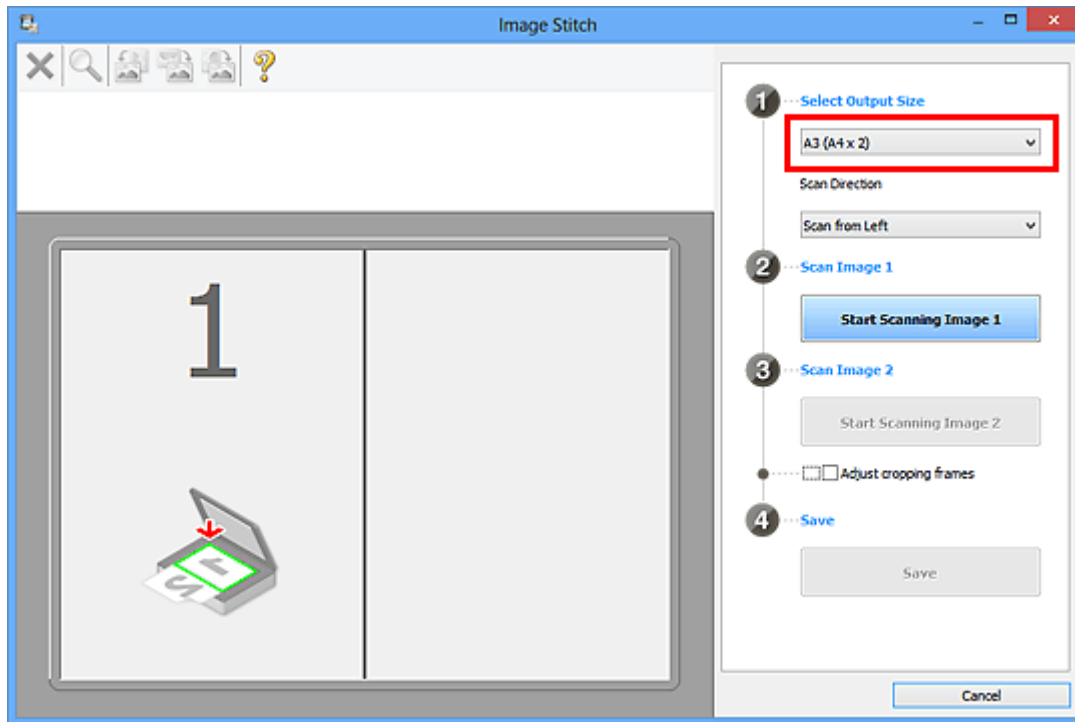 Image Stitch
1
1 Select Output Size
A3 (A4 x 2)
Scan Direction
Scan from Left
2 Scan Image 1
Start Scanning Image 1
3 Scan Image 2
Start Scanning Image 2
Adjust cropping frames
4 Save
Save
Cancel